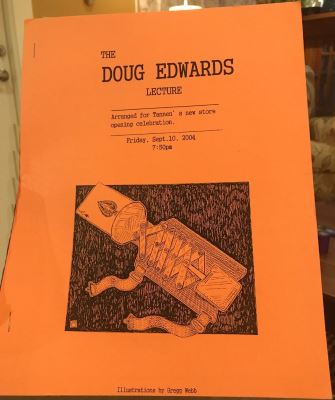 THE
DOUG EDWARDS
LECTURE
Arranged for Tannen's new store
opening celebration.
Friday, Sept.10, 2004
7:50pm
A
Illustrations by Gregg Webb